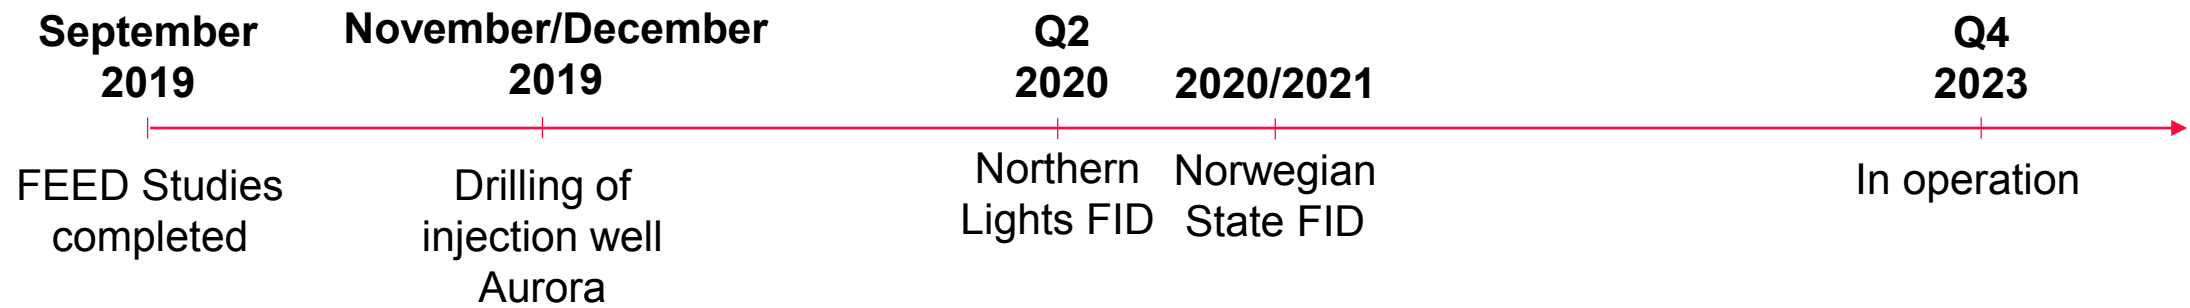 September
2019
FEED Studies
completed
November/December
2019
Drilling of
injection well
Aurora
Q2
2020
Northern
Lights FID
2020/2021
Norwegian
State FID
Q4
2023
In operation